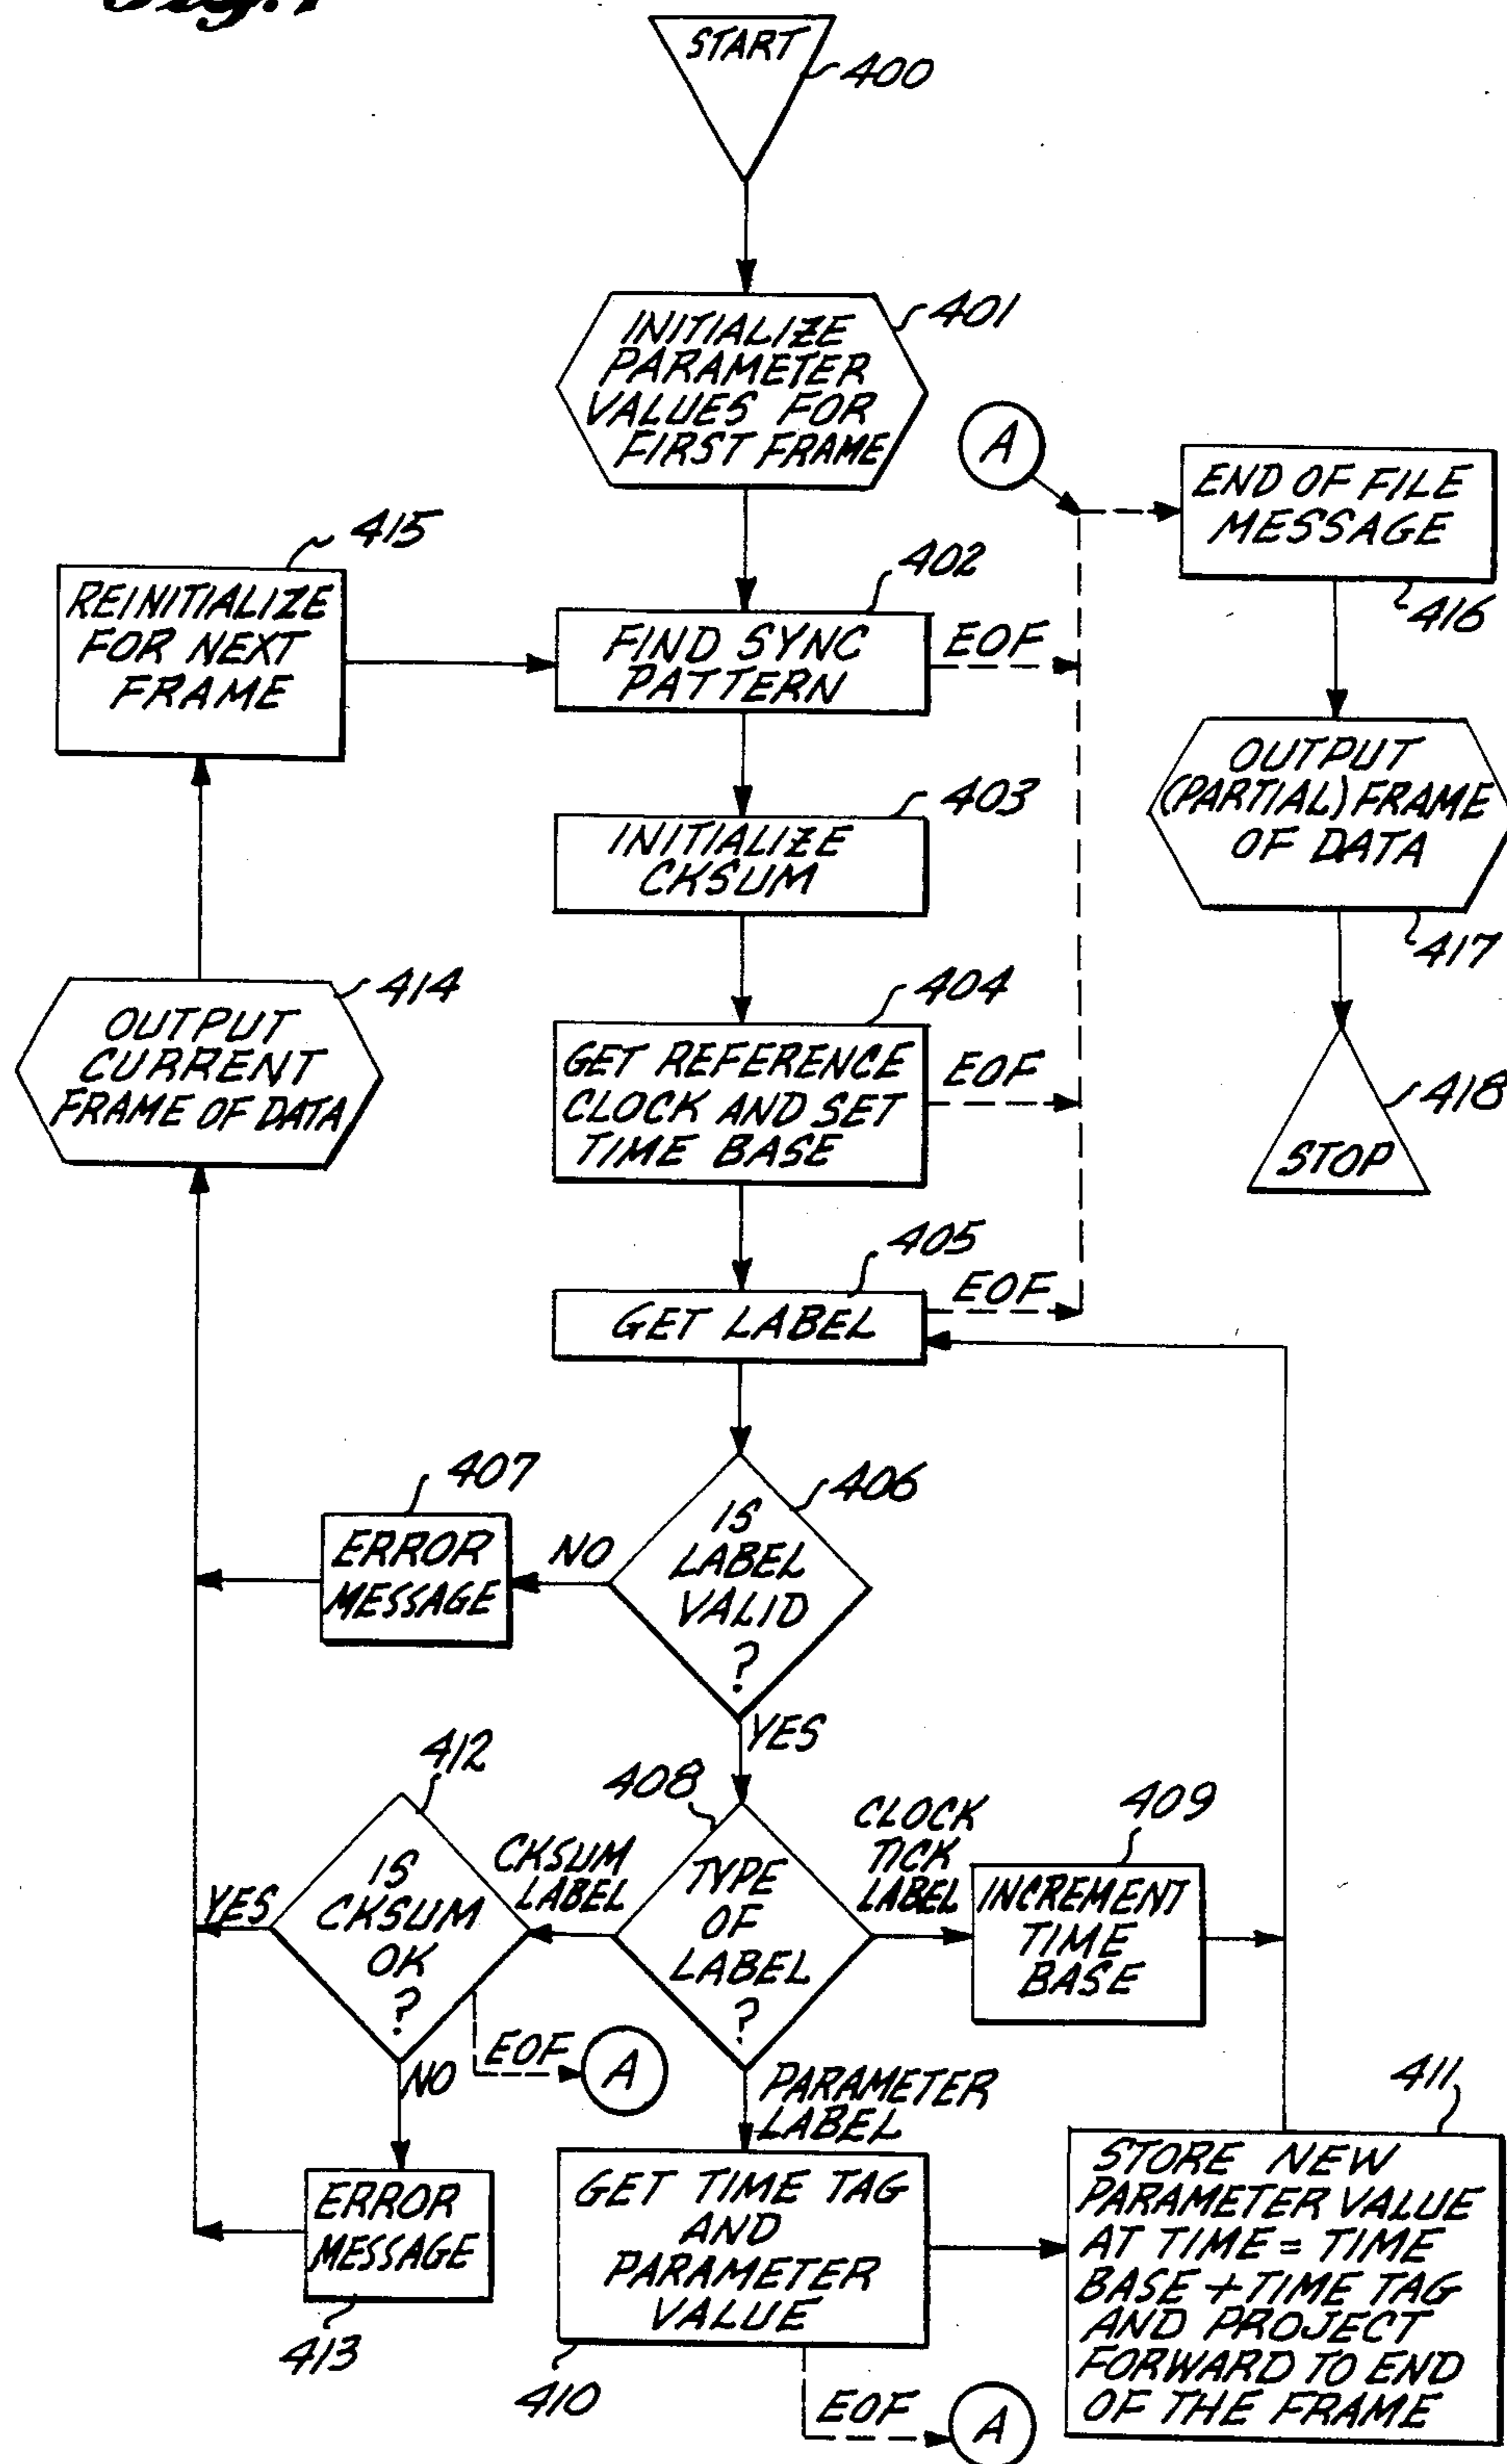 START
400
INITIALIZE
PARAMETER
VALUES FOR
FIRST FRAME
401
A
END OF FILE
MESSAGE
416
415
REINITIALIZE
FOR NEXT
FRAME
402
FIND SYNC
PATTERN
EOF
OUTPUT
(PARTIAL) FRAME
OF DATA
417
403
INITIALIZE
CKSUM
414
OUTPUT
CURRENT
FRAME OF DATA
404
GET REFERENCE
CLOCK AND SET
TIME BASE
EOF
418
STOP
405
GET LABEL
EOF
407
ERROR
MESSAGE
NO
406
IS
LABEL
VALID
?
YES
412
IS
CKSUM
OK
?
YES
NO
EOF
A
CKSUM
LABEL
408
TYPE
OF
LABEL
?
CLOCK
TICK
LABEL
409
INCREMENT
TIME
BASE
PARAMETER
LABEL
ERROR
MESSAGE
413
GET TIME TAG
AND
PARAMETER
VALUE
410
EOF
A
411
STORE NEW
PARAMETER VALUE
AT TIME = TIME
BASE + TIME TAG
AND PROJECT
FORWARD TO END
OF THE FRAME